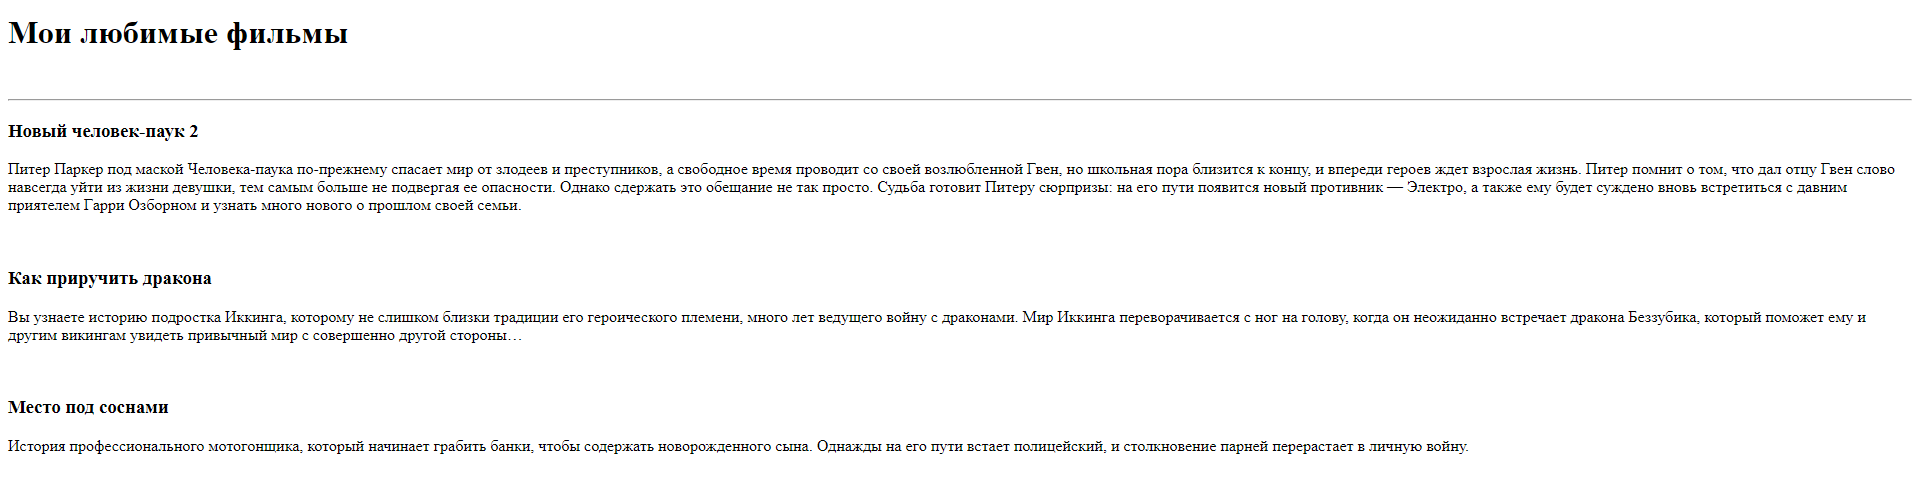 Мои любимые фильмы
Новый человек-паук 2
Питер Паркер под маской Человека-паука по-прежнему спасает мир от злодеев и преступников, а свободное время проводит со своей возлюбленной Гвен, но школьная пора близится к концу, и впереди героев ждет взрослая жизнь. Питер помнит о том, что дал отцу Гвен слово
навсегда уйти из жизни девушки, тем самым больше не подвергая ее опасности. Однако сдержать это обещание не так просто. Судьба готовит Питеру сюрпризы: на его пути появится новый противник — Электро, а также ему будет суждено вновь встретиться с давним
приятелем Гарри Озборном и узнать много нового о прошлом своей семьи.
Как приручить дракона
Вы узнаете историю подростка Иккинга, которому не слишком близки традиции его героического племени, много лет ведущего войну с драконами. Мир Иккинга переворачивается с ног на голову, когда он неожиданно встречает дракона Беззубика, который поможет ему и
другим викингам увидеть привычный мир с совершенно другой стороны…
Место под соснами
История профессионального мотогонщика, который начинает грабить банки, чтобы содержать новорожденного сына. Однажды на его пути встает полицейский, и столкновение парней перерастает в личную войну.